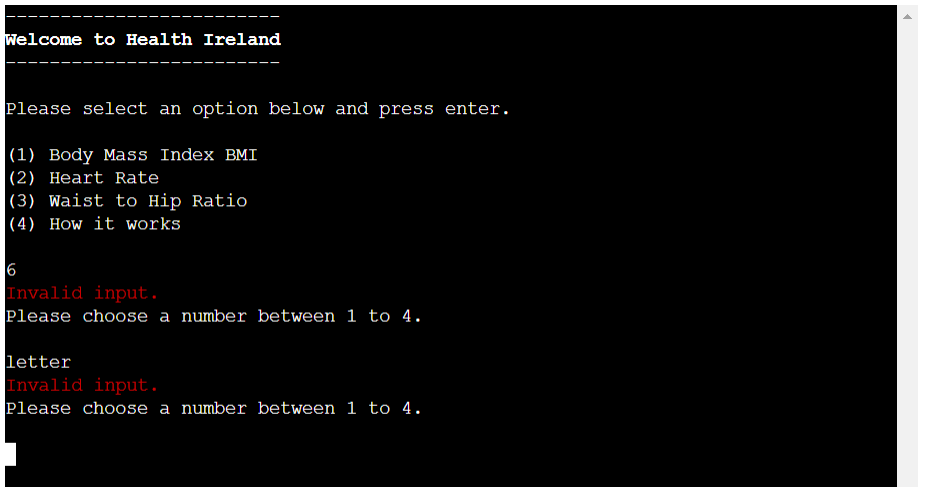 -------------------------
Welcome to Health Ireland
-------------------------
Please select an option below and press enter.
(1) Body Mass Index BMI
(2) Heart Rate
(3) Waist to Hip Ratio
(4) How it works
6
Invalid input.
Please choose a number between 1 to 4.
letter
Invalid input.
Please choose a number between 1 to 4.